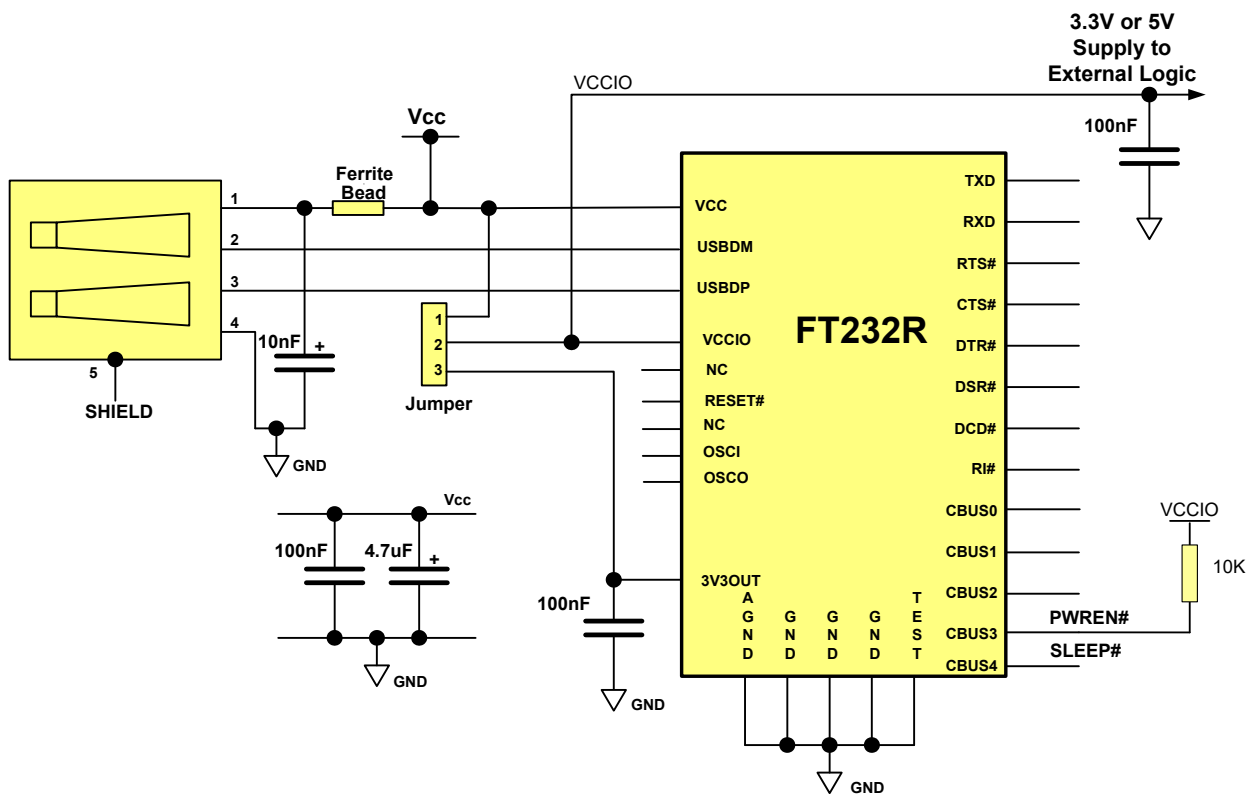 3.3V or 5V
Supply to
External Logic
VCCIO
Vcc
100nF
Ferrite
Bead
1
2
3
4
5
SHIELD
10nF
+
GND
1
2
3
Jumper
FT232R
VCC
USBDM
USBDP
VCCIO
NC
RESET#
NC
OSCI
OSCO
3V3OUT
AGND
GND
GND
GND
TEST
TXD
RXD
RTS#
CTS#
DTR#
DSR#
DCD#
RI#
CBUS0
CBUS1
CBUS2
CBUS3
CBUS4
PWREN#
SLEEP#
VCCIO
10K
Vcc
100nF
4.7uF
+
GND
100nF
GND
GND